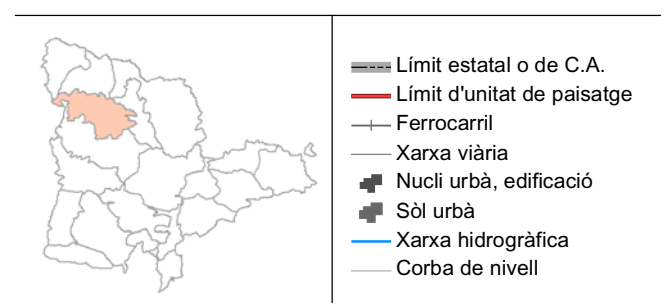 Límit estatal o de C.A.
Límit d'unitat de paisatge
Ferrocarril
Xarxa viària
Nucli urbà, edificació
Sòl urbà
Xarxa hidrogràfica
Corba de nivell